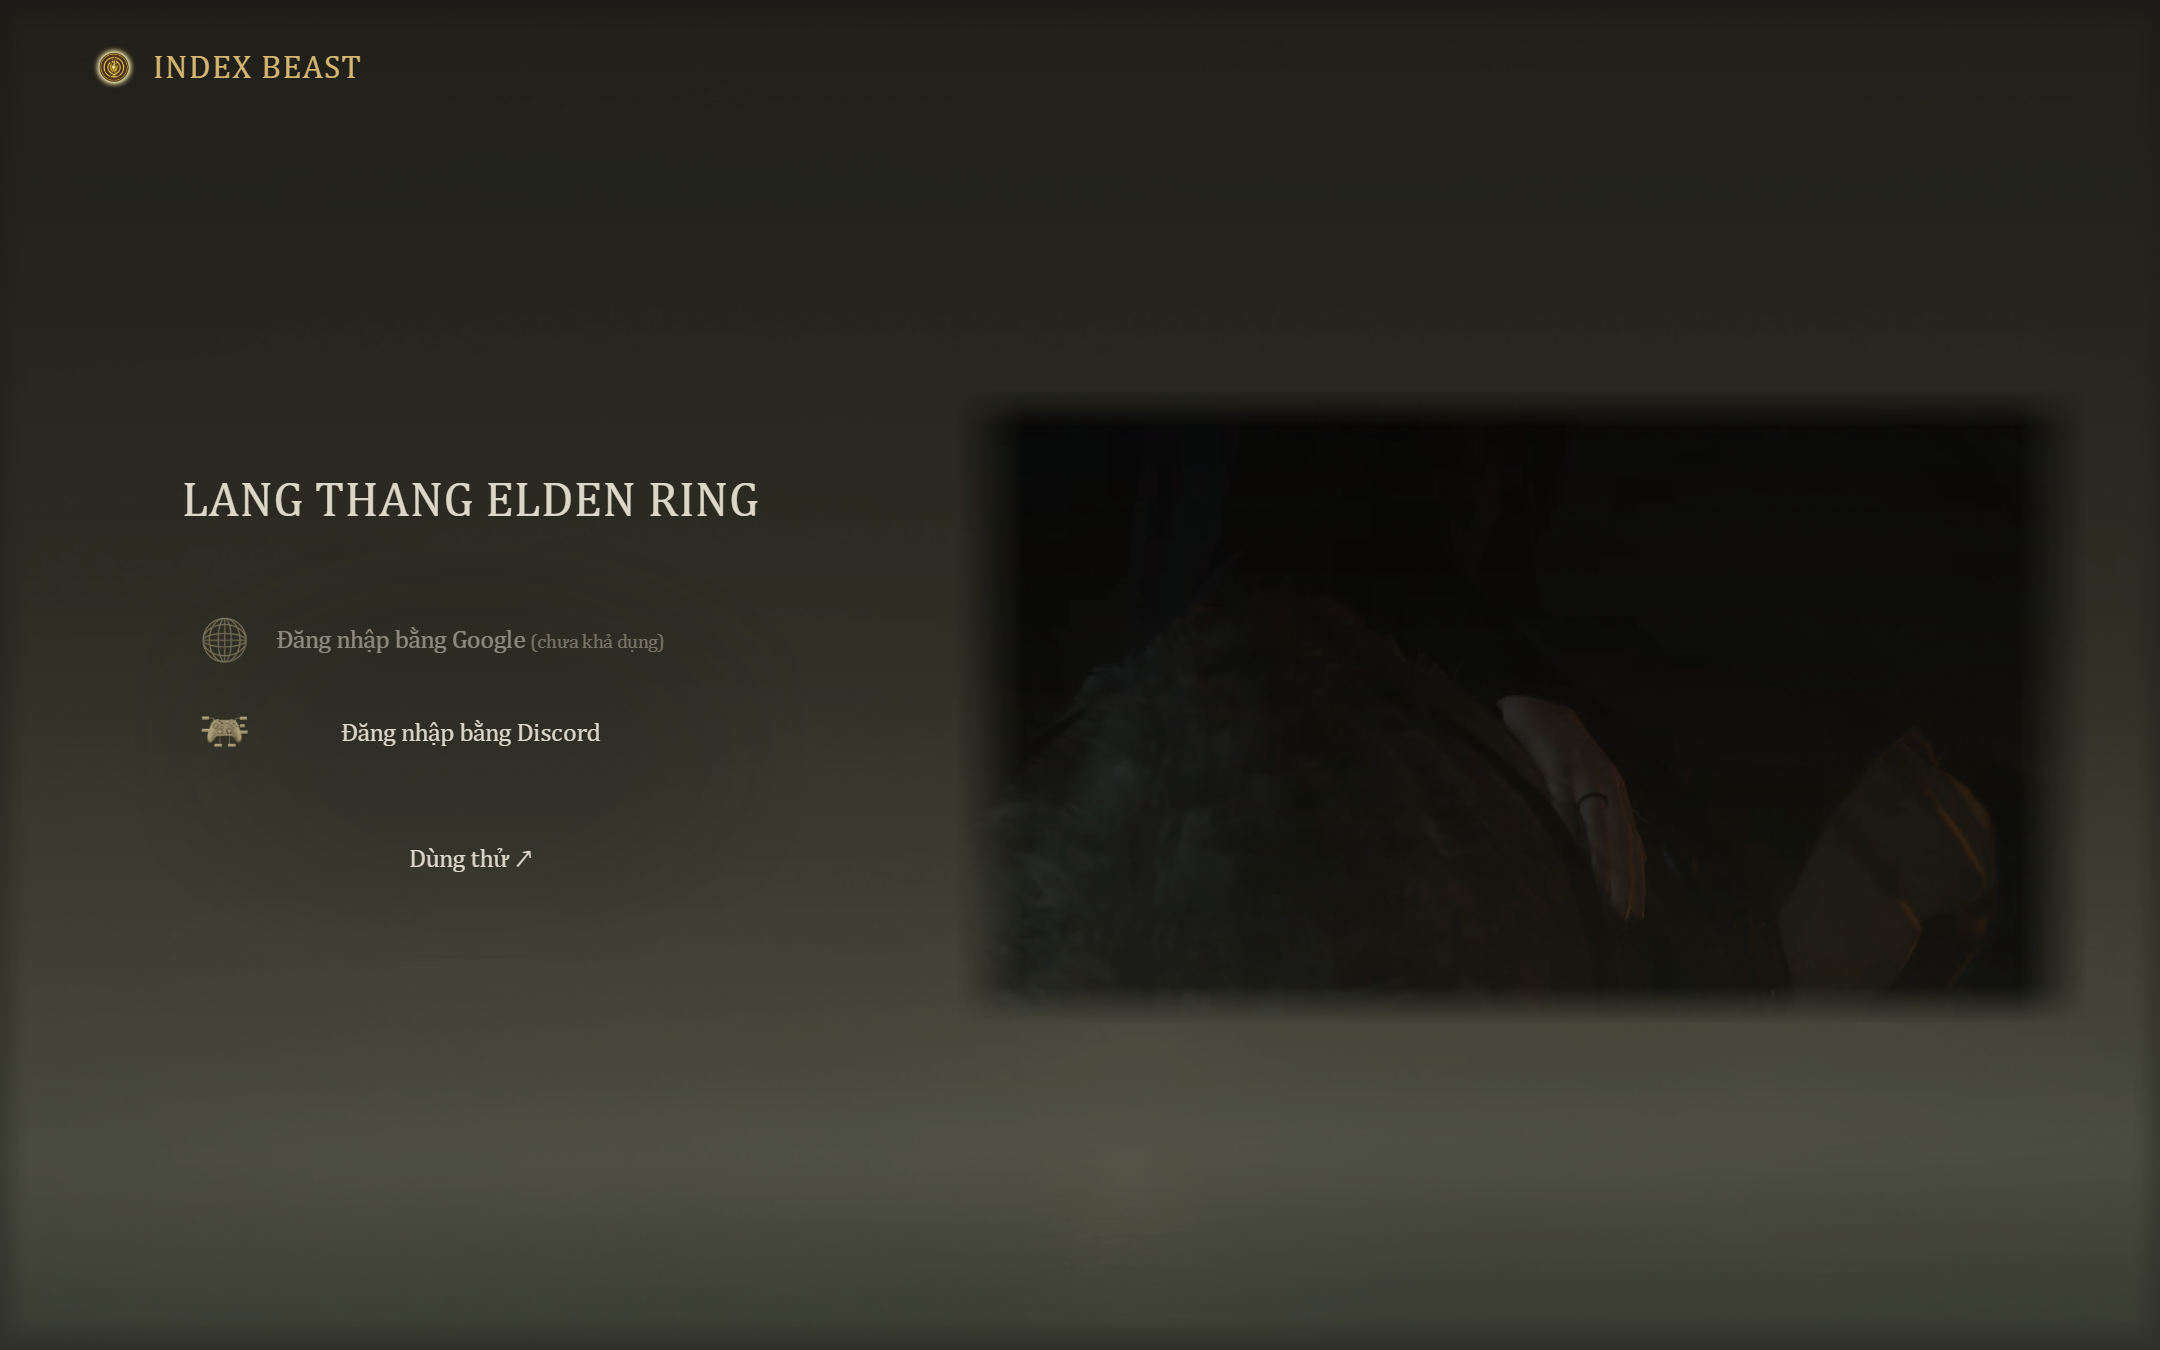 INDEX BEAST
LANG THANG ELDEN RING
Đăng nhập bằng Google (chưa khả dụng)
Đăng nhập bằng Discord
Dùng thử ↗